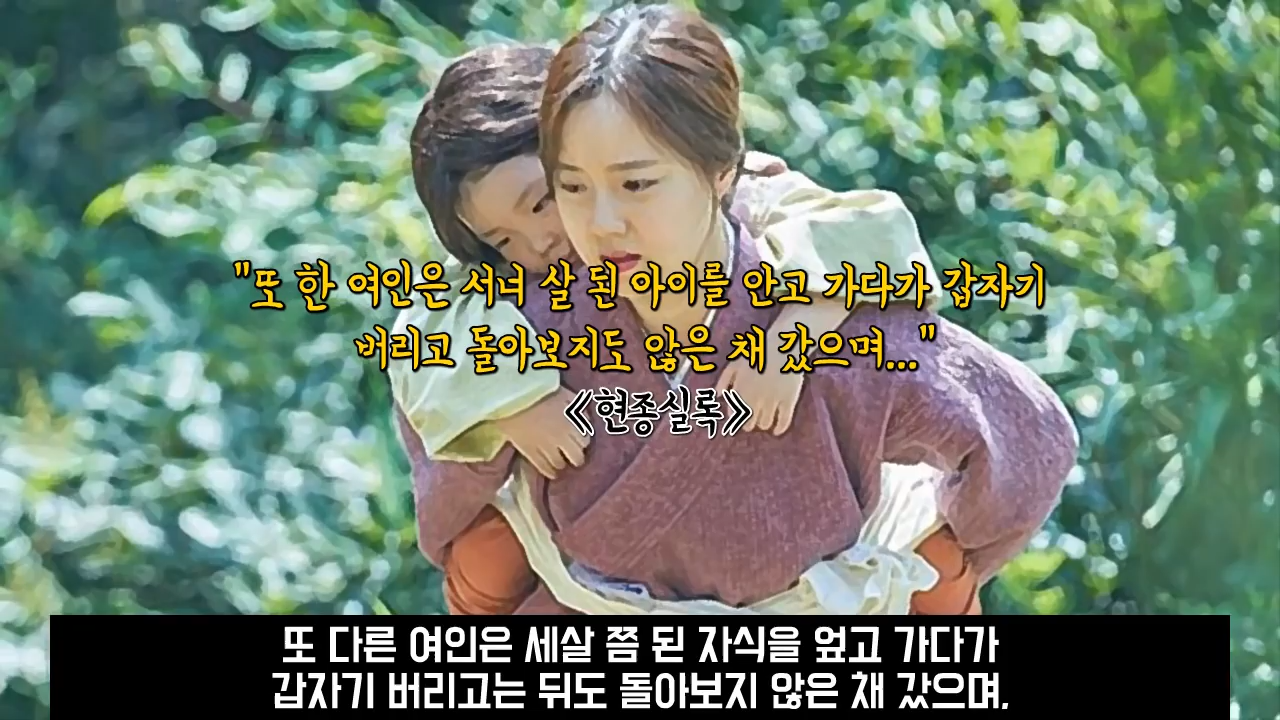 "또 한 여인은 서너 살 된 아이를 안고 가다가 갑자기
버리고 돌아보지도 않은 채 갔으며..."
《현종실록》
또 다른 여인은 세살 쯤 된 자식을 엎고 가다가
갑자기 버리고는 뒤도 돌아보지 않은 채 갔으며,